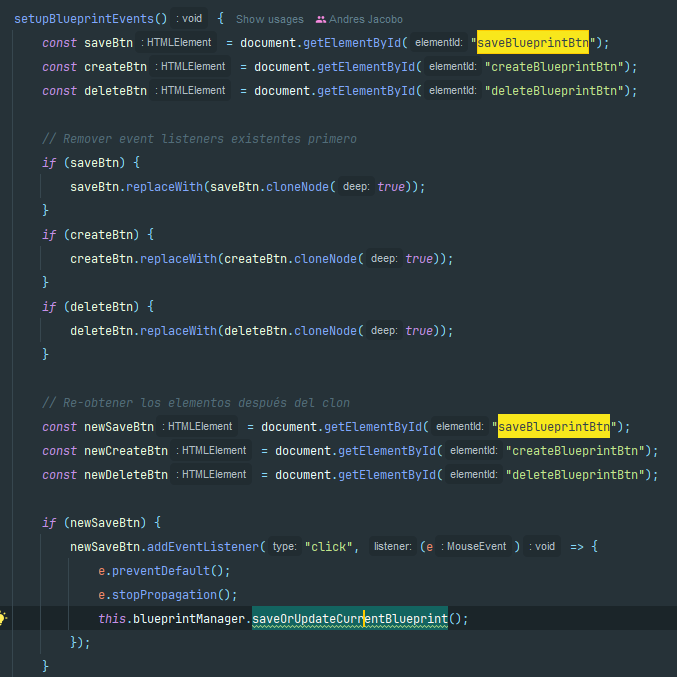 setupBlueprintEvents() : void { Show usages Andres Jacobo
const saveBtn : HTMLElement = document.getElementById( elementId: "saveBlueprintBtn");
const createBtn : HTMLElement = document.getElementById( elementId: "createBlueprintBtn");
const deleteBtn : HTMLElement = document.getElementById( elementId: "deleteBlueprintBtn");
// Remover event listeners existentes primero
if (saveBtn) {
saveBtn.replaceWith(saveBtn.cloneNode( deep: true));
}
if (createBtn) {
createBtn.replaceWith(createBtn.cloneNode( deep: true));
}
if (deleteBtn) {
deleteBtn.replaceWith(deleteBtn.cloneNode( deep: true));
}
// Re-obtener los elementos después del clon
const newSaveBtn : HTMLElement = document.getElementById( elementId: "saveBlueprintBtn");
const newCreateBtn : HTMLElement = document.getElementById( elementId: "createBlueprintBtn");
const newDeleteBtn : HTMLElement = document.getElementById( elementId: "deleteBlueprintBtn");
if (newSaveBtn) {
newSaveBtn.addEventListener( type: "click", listener: (e : MouseEvent ) : void => {
e.preventDefault();
e.stopPropagation();
this.blueprintManager.saveOrUpdateCurrentBlueprint();
});
}